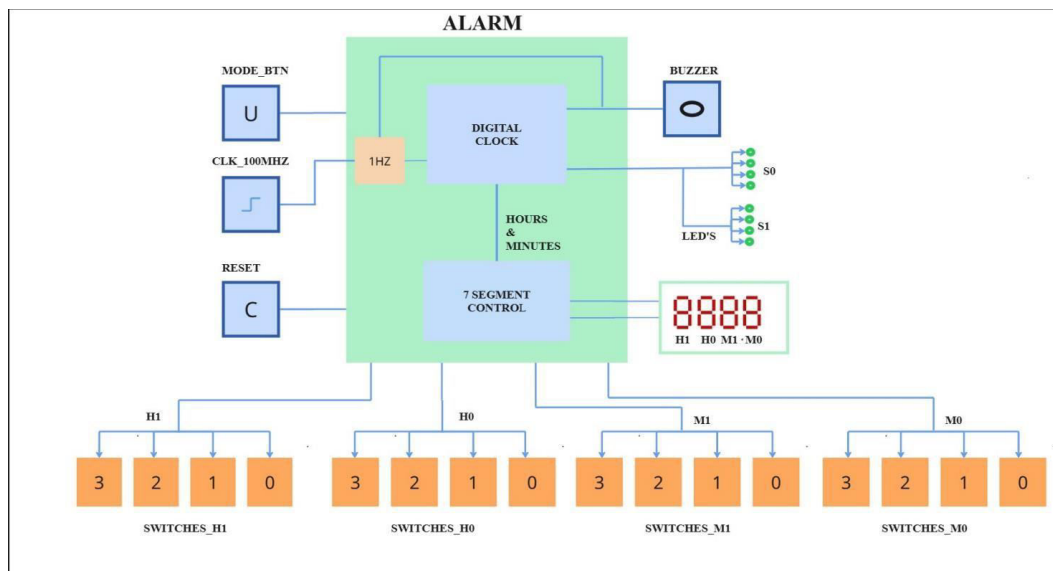 ALARM
MODE_BTN
U
BUZZER
DIGITAL
CLOCK
CLK_100MHZ
1HZ
S0
S1
LED'S
HOURS
&
MINUTES
RESET
C
7 SEGMENT
CONTROL
8888
H1 H0 M1 · M0
H1
H0
M1
M0
3 2 1 0
3 2 1 0
3 2 1 0
3 2 1 0
SWITCHES_H1
SWITCHES_H0
SWITCHES_M1
SWITCHES_M0